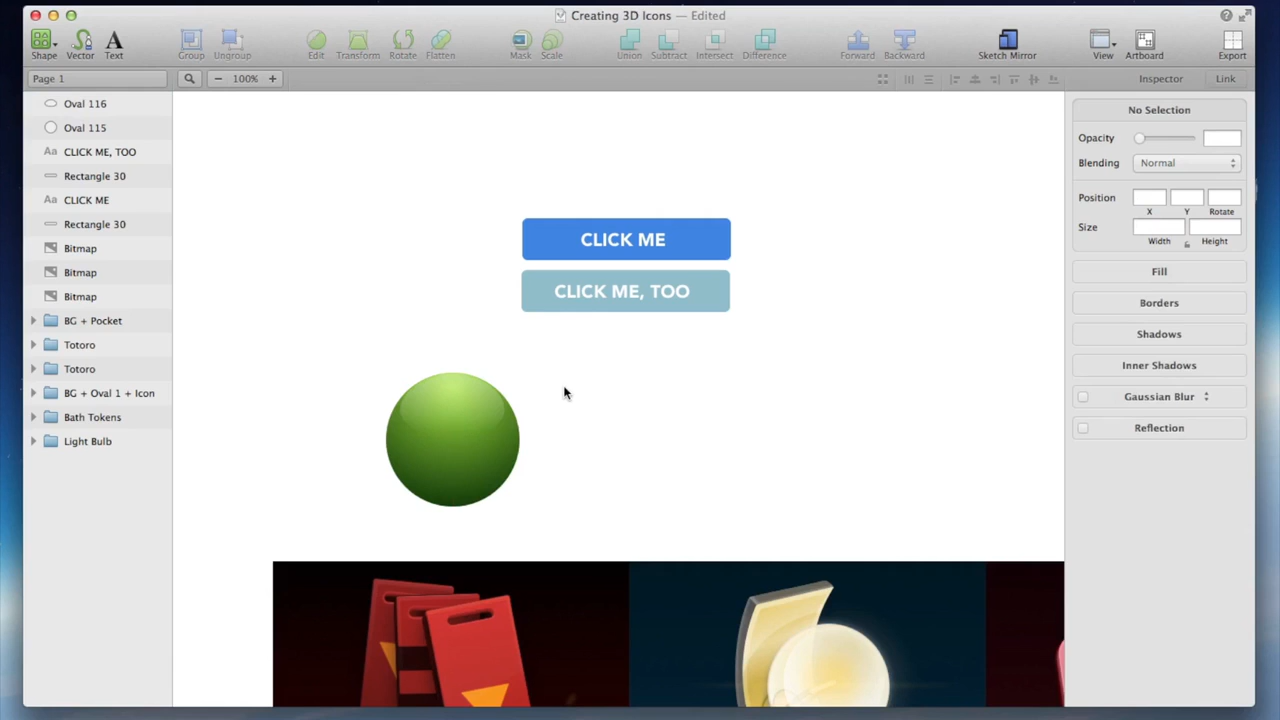 Creating 3D Icons — Edited
Shape Vector Text Group Ungroup Edit Transform Rotate Flatten Mask Scale Union Subtract Intersect Difference Forward Backward Sketch Mirror View Artboard Export
Page 1 − 100% + Inspector Link
Oval 116
Oval 115
Aa CLICK ME, TOO
Rectangle 30
Aa CLICK ME
Rectangle 30
Bitmap
Bitmap
Bitmap
BG + Pocket
Totoro
Totoro
BG + Oval 1 + Icon
Bath Tokens
Light Bulb
CLICK ME
CLICK ME, TOO
No Selection
Opacity
Blending Normal
Position
X Y Rotate
Size
Width Height
Fill
Borders
Shadows
Inner Shadows
Gaussian Blur
Reflection